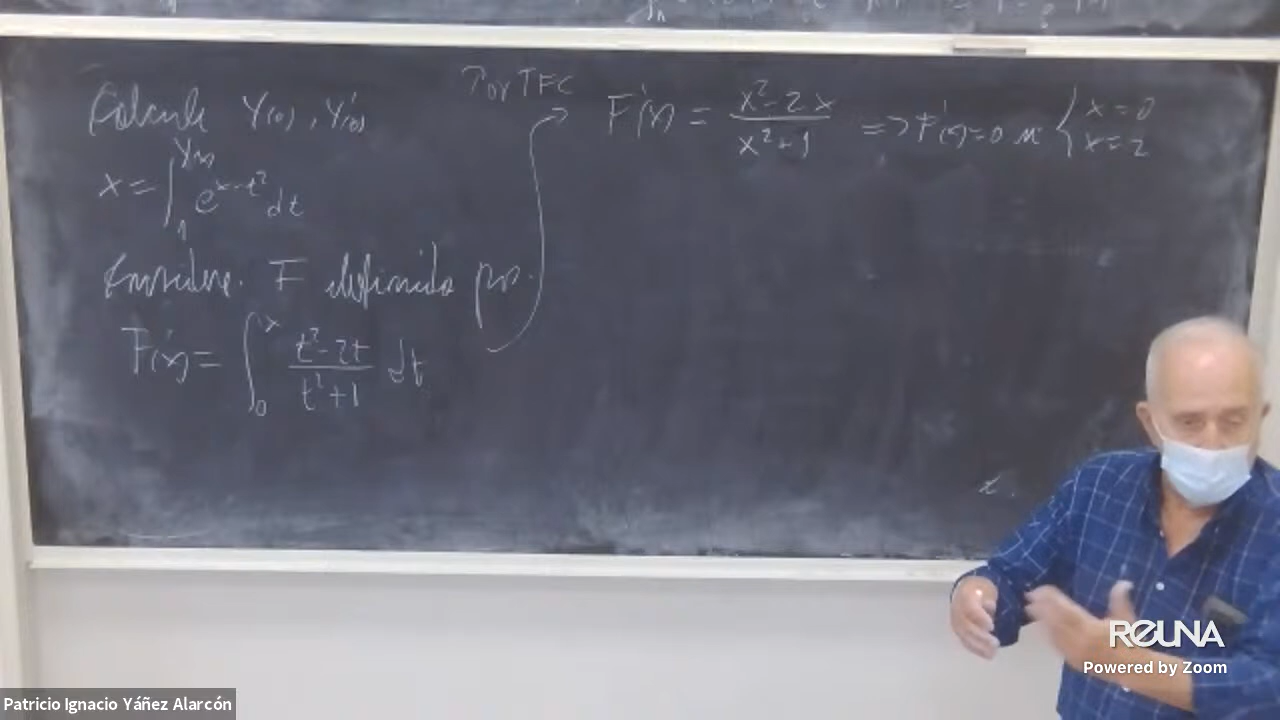 Calcule Y(0), Y'(0)
x = ∫₁^{Y(x)} e^{x-t²} dt
Considere F definida por
F(x) = ∫₀^x (t²-2t)/(t²+1) dt
Por TFC
F'(x) = (x²-2x)/(x²+1) => F'(x)=0 si { x=0
x=2
REUNA
Powered by Zoom
Patricio Ignacio Yáñez Alarcón